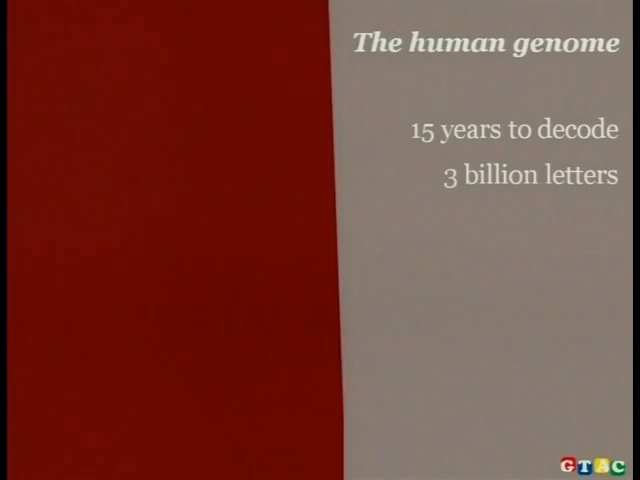 The human genome
15 years to decode
3 billion letters
GTAC